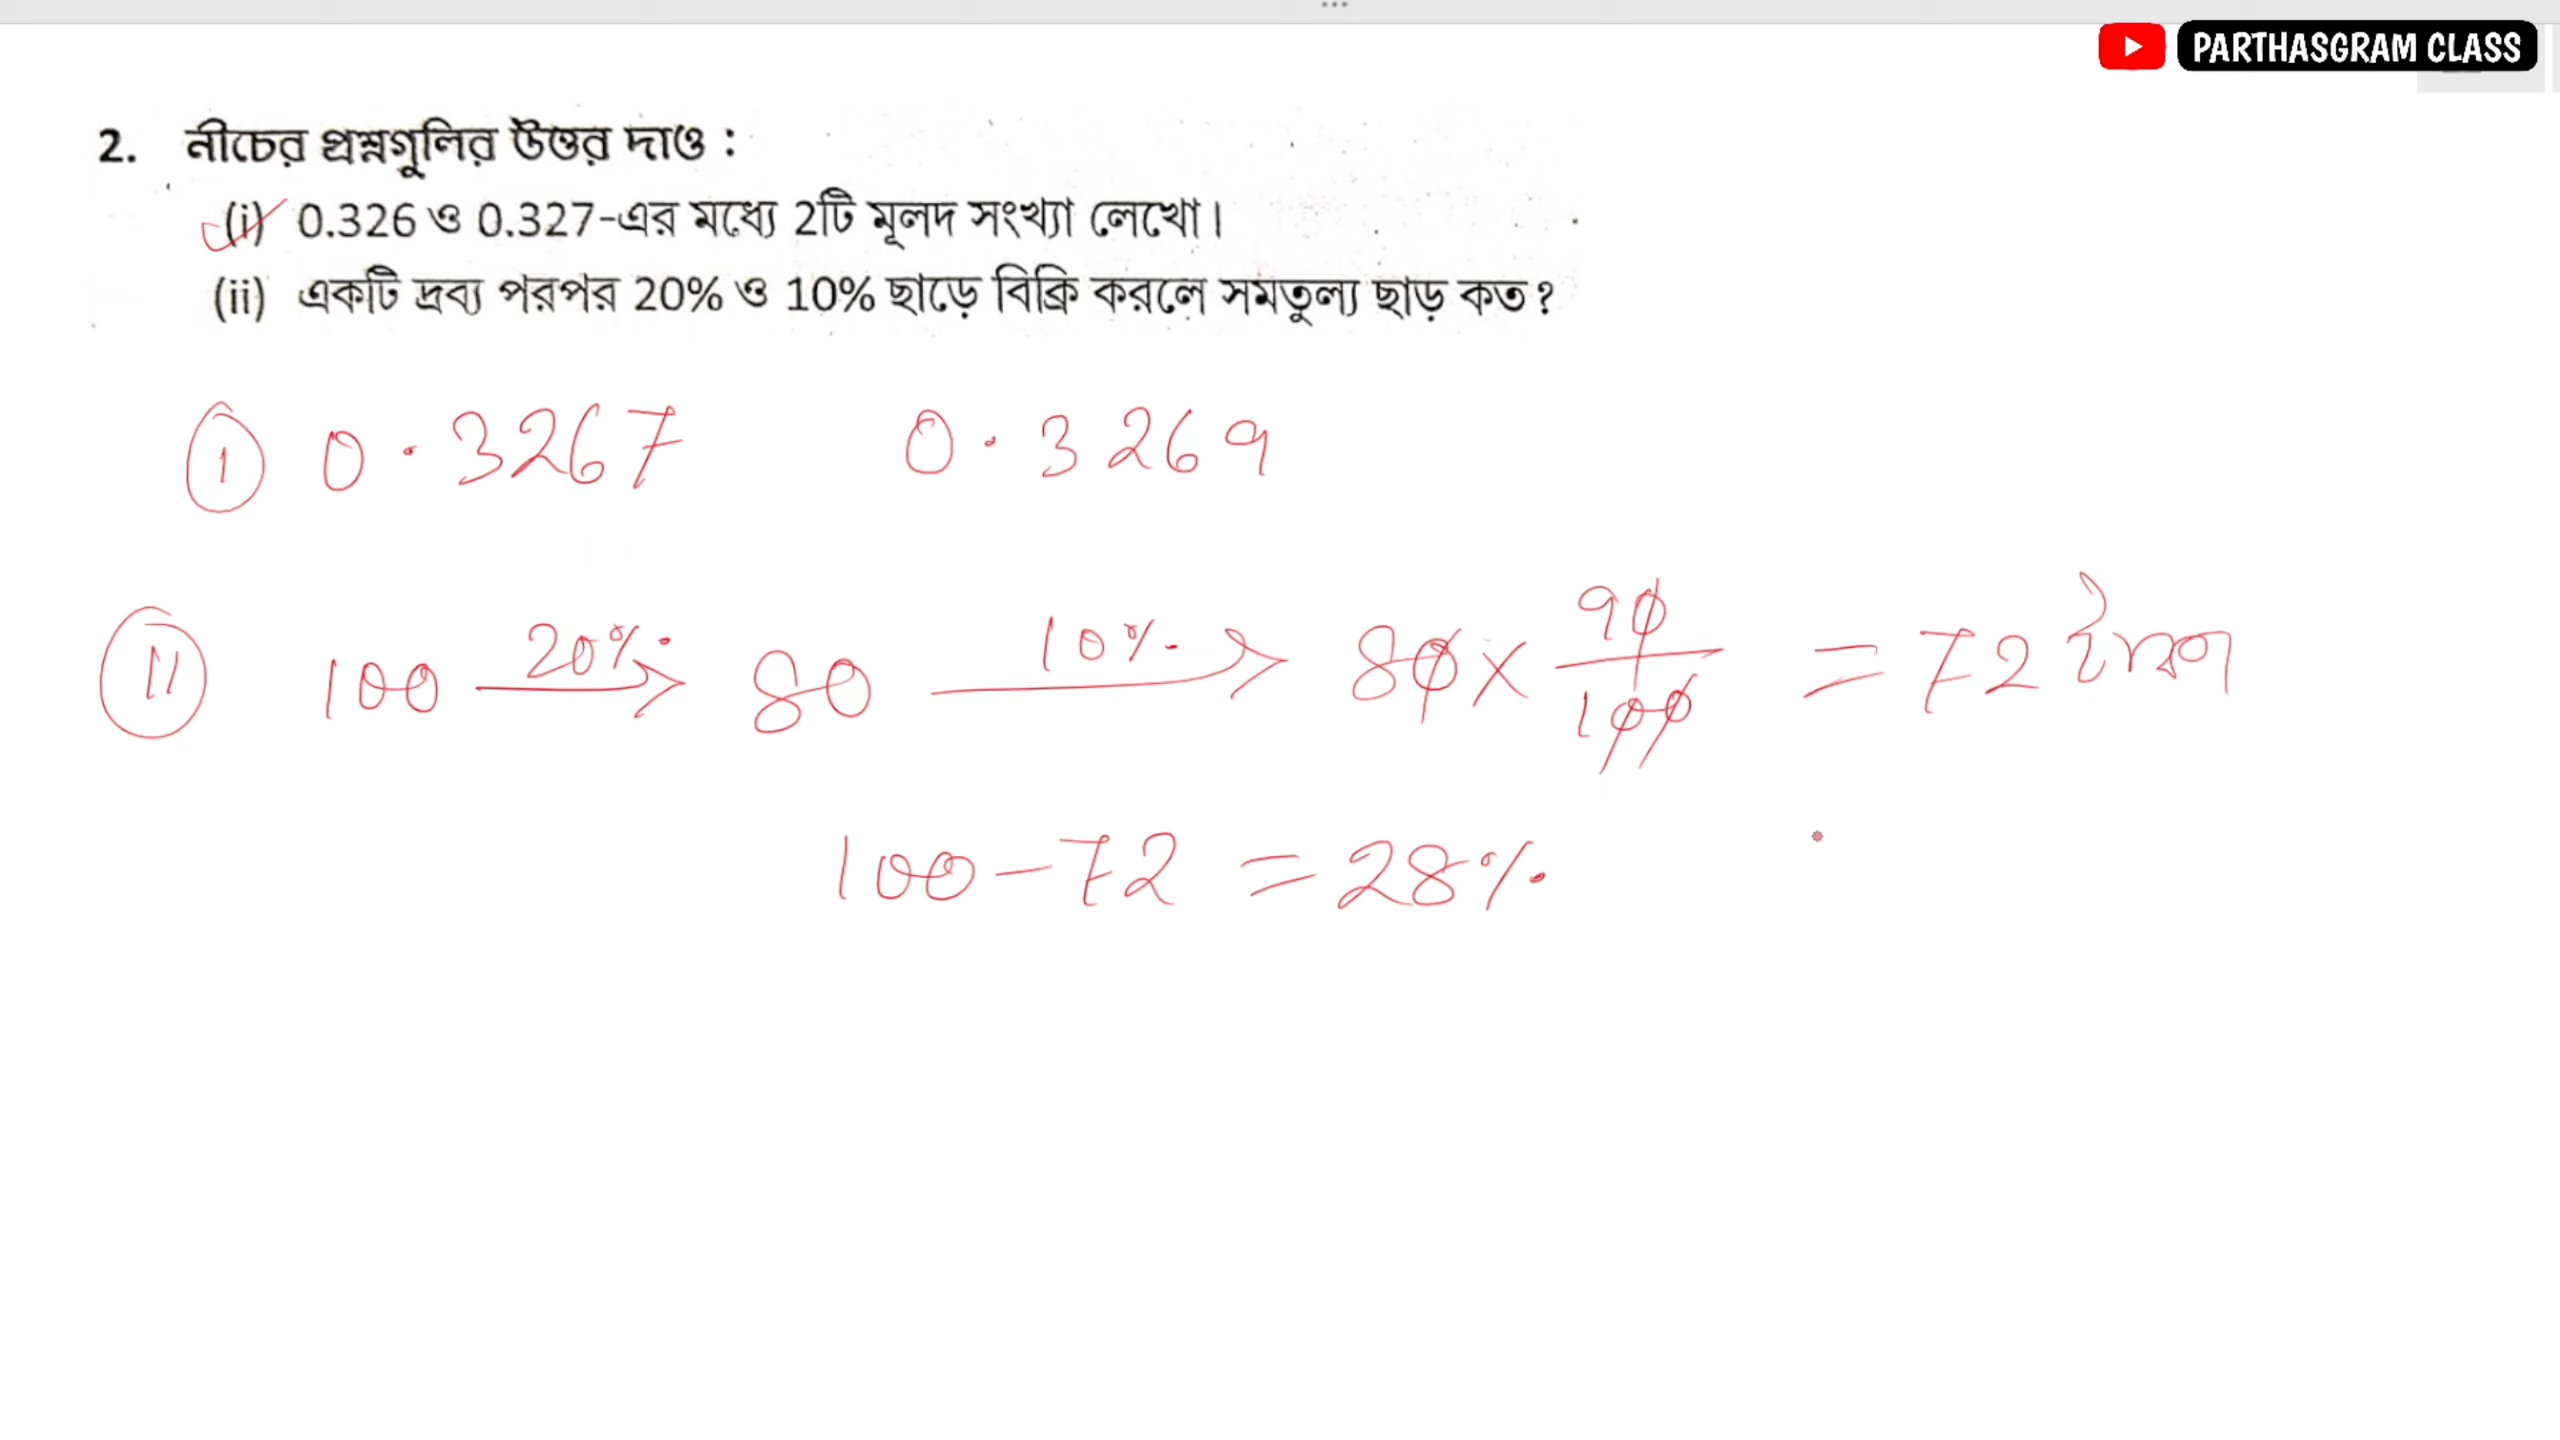 PARTHASGRAM CLASS
2. নীচের প্রশ্নগুলির উত্তর দাও :
(i) 0.326 ও 0.327-এর মধ্যে 2টি মূলদ সংখ্যা লেখো।
(ii) একটি দ্রব্য পরপর 20% ও 10% ছাড়ে বিক্রি করলে সমতুল্য ছাড় কত?
① 0.3267 0.3269
Ⅱ 100 20% → 80 10% → 80 × 90/100 = 72 টাকা
100 - 72 = 28%